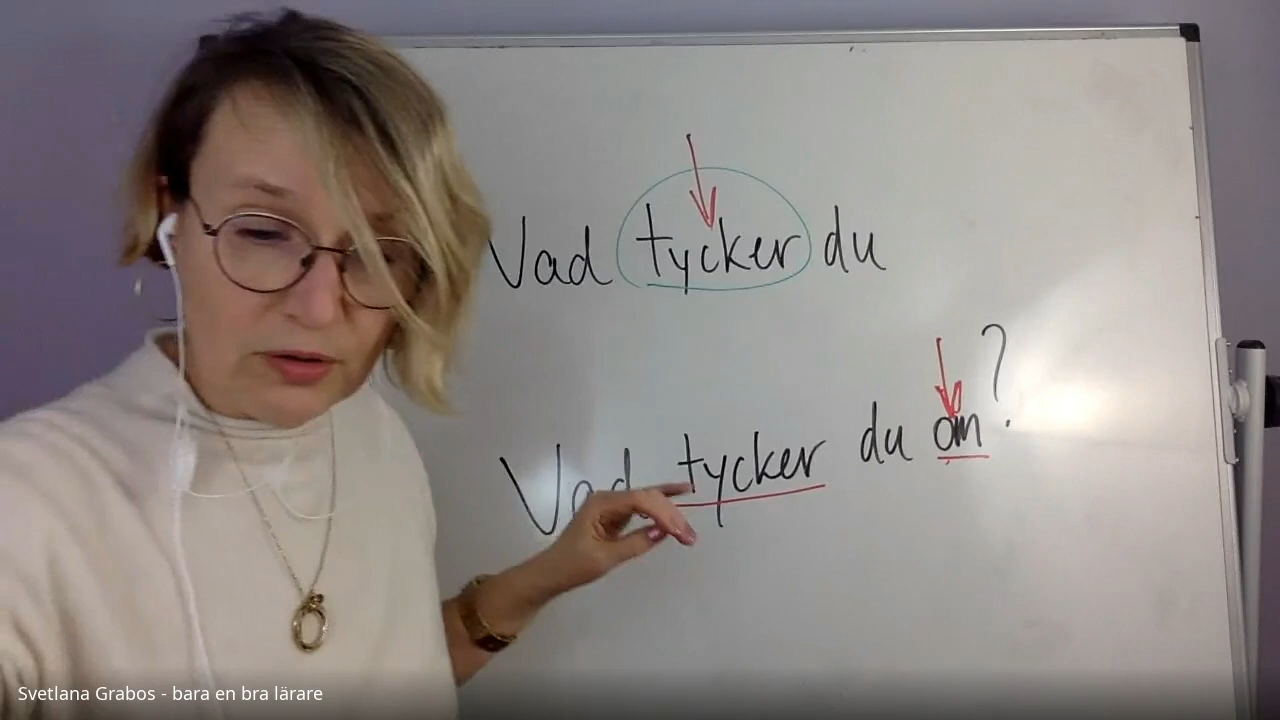 Vad tycker du
Vad tycker du om?
Svetlana Grabos - bara en bra lärare